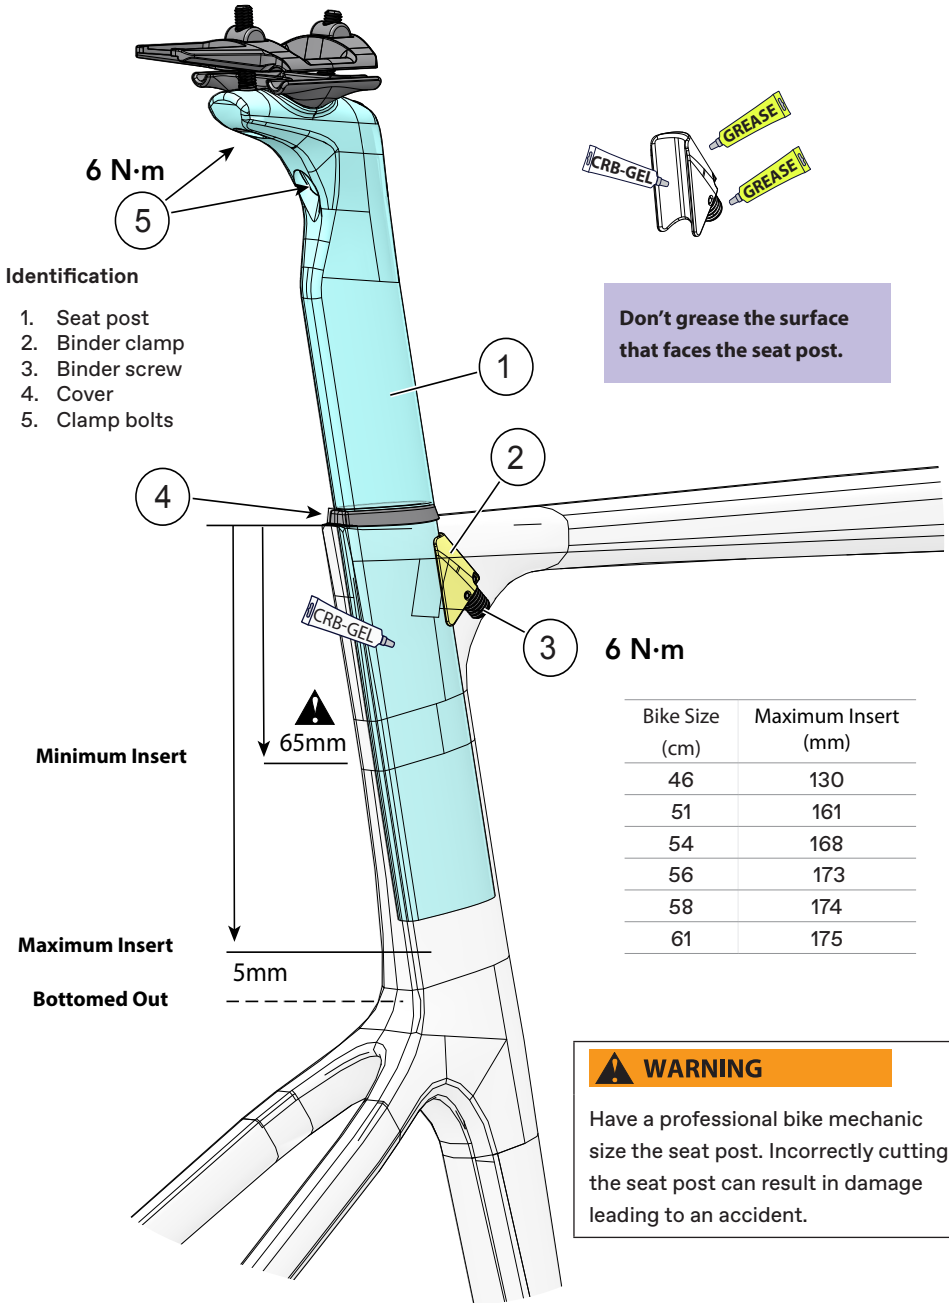 6 N·m
5
Identification
1. Seat post
2. Binder clamp
3. Binder screw
4. Cover
5. Clamp bolts
CRB-GEL
GREASE
GREASE
Don't grease the surface
that faces the seat post.
1
2
4
CRB-GEL
3
6 N·m
65mm
Minimum Insert
Maximum Insert
5mm
Bottomed Out
Bike Size (cm) Maximum Insert (mm)
46 130
51 161
54 168
56 173
58 174
61 175
WARNING
Have a professional bike mechanic
size the seat post. Incorrectly cutting
the seat post can result in damage
leading to an accident.